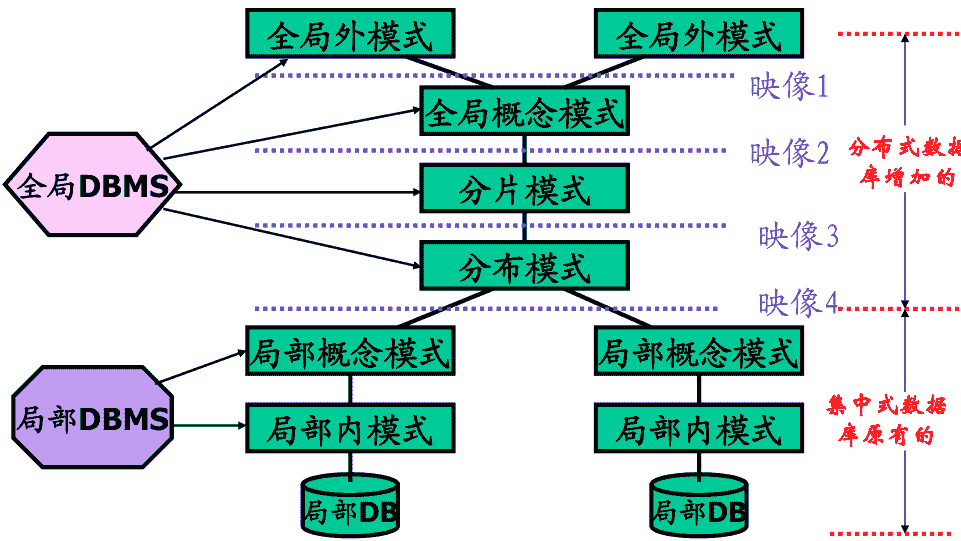 全局外模式
全局外模式
映像1
全局概念模式
映像2
分布式数据
库增加的
全局DBMS
分片模式
映像3
分布模式
映像4
局部概念模式
局部概念模式
局部DBMS
集中式数据
库原有的
局部内模式
局部内模式
局部DB
局部DB